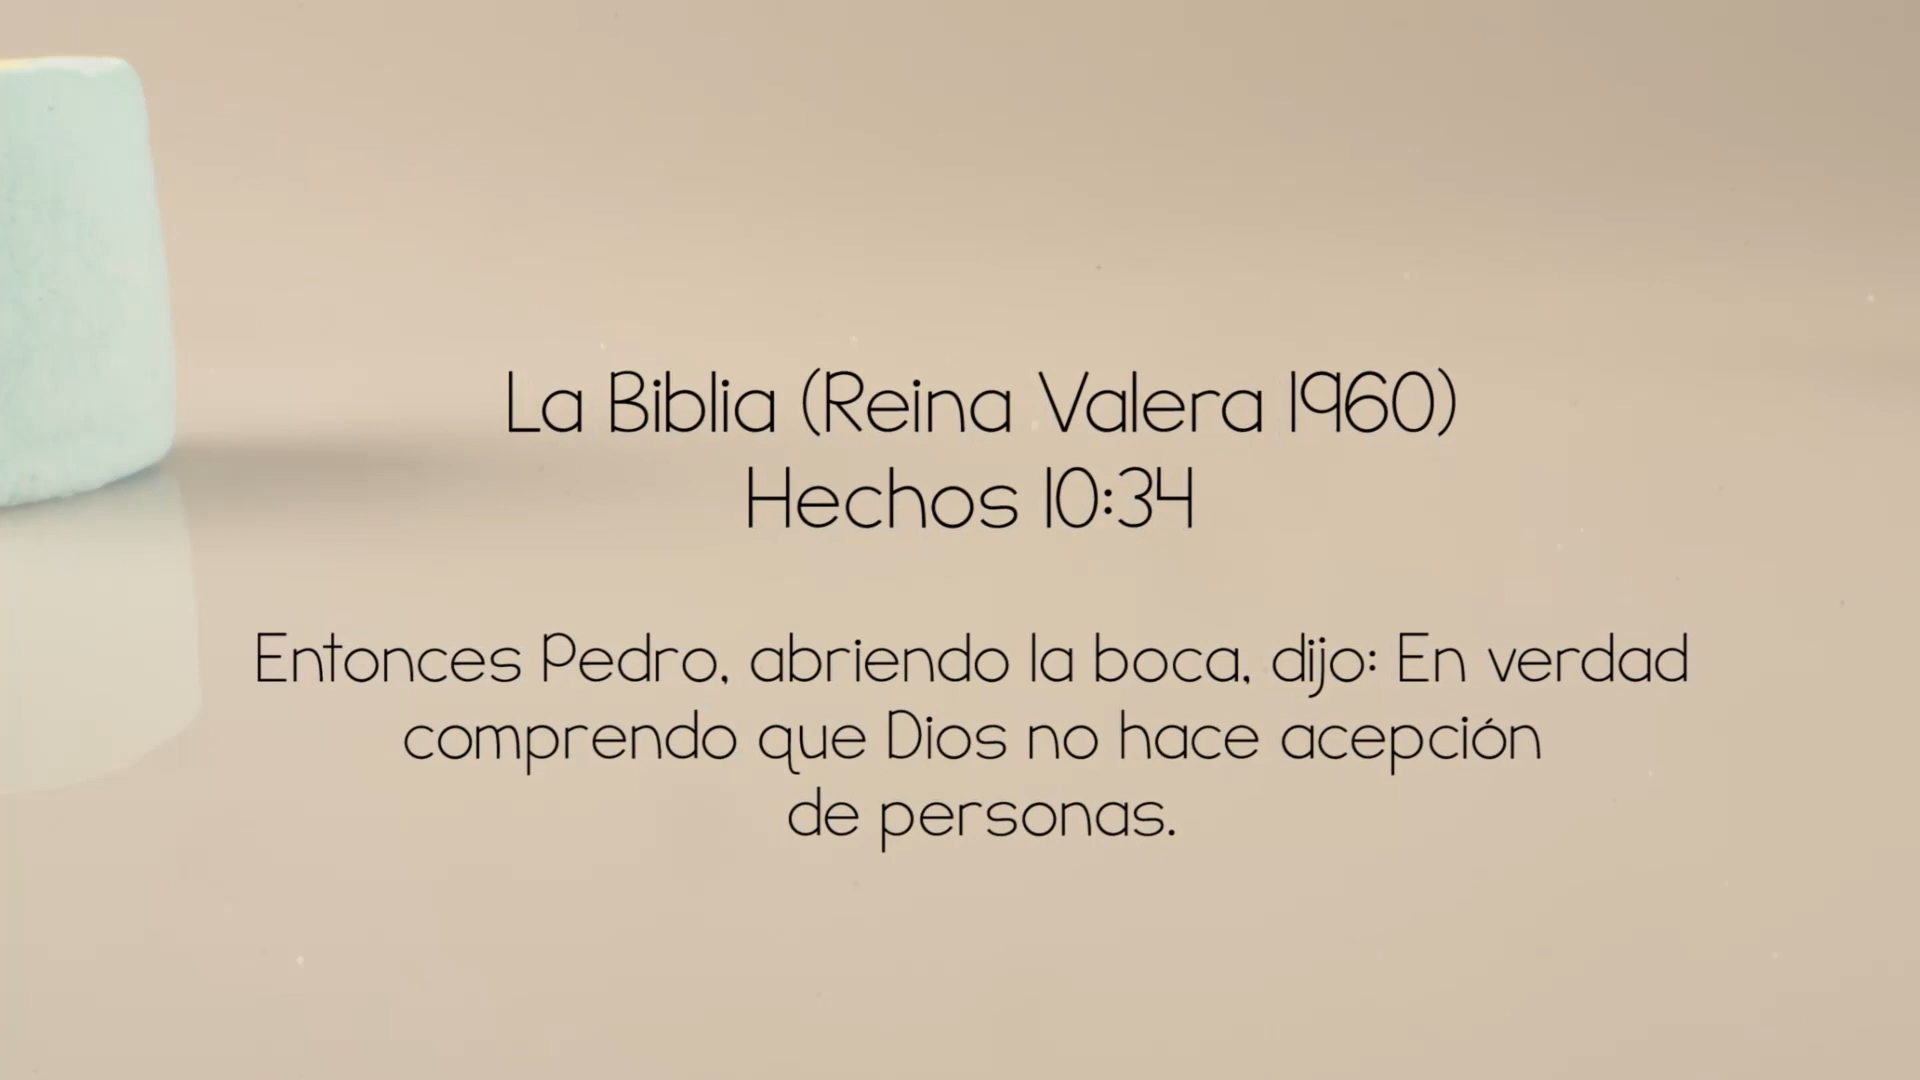 La Biblia (Reina Valera 1960)
Hechos 10:34
Entonces Pedro, abriendo la boca, dijo: En verdad
comprendo que Dios no hace acepción
de personas.